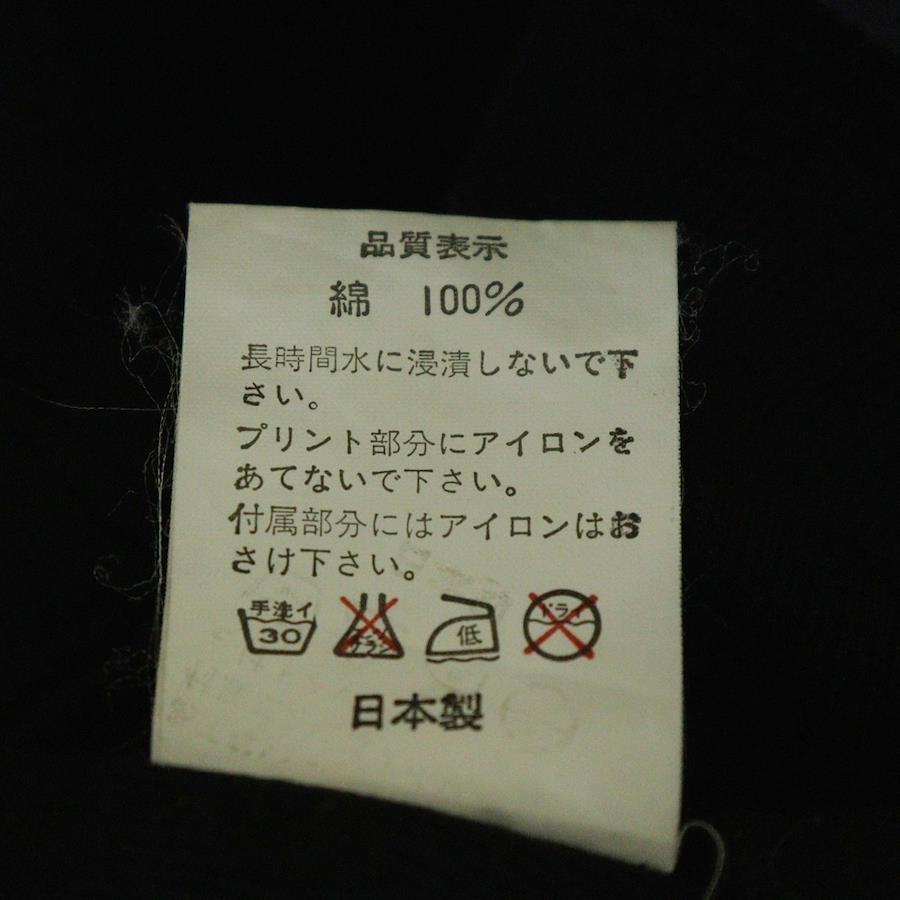 品質表示
綿 100%
長時間水に浸漬しないで下
さい。
プリント部分にアイロンを
あてないで下さい。
付属部分にはアイロンはお
さけ下さい。
手洗イ 30 低 ドライ
日本製